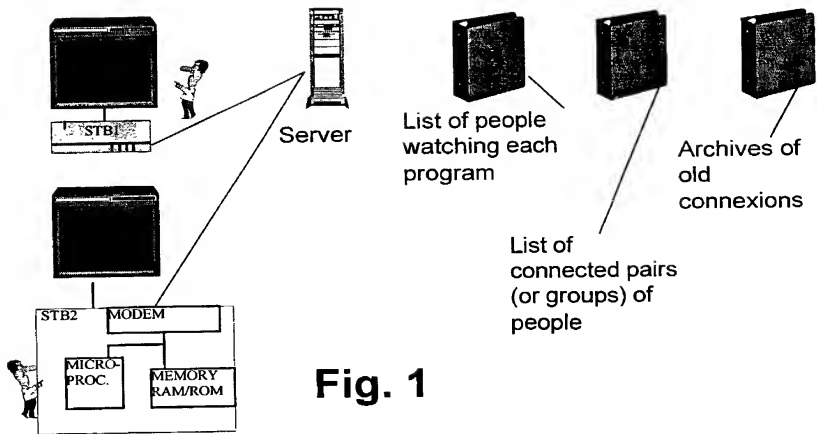 STB1
Server
List of people
watching each
program
Archives of
old
connexions
List of
connected pairs
(or groups) of
people
STB2
MODEM
MICRO-
PROC.
MEMORY
RAM/ROM
Fig. 1